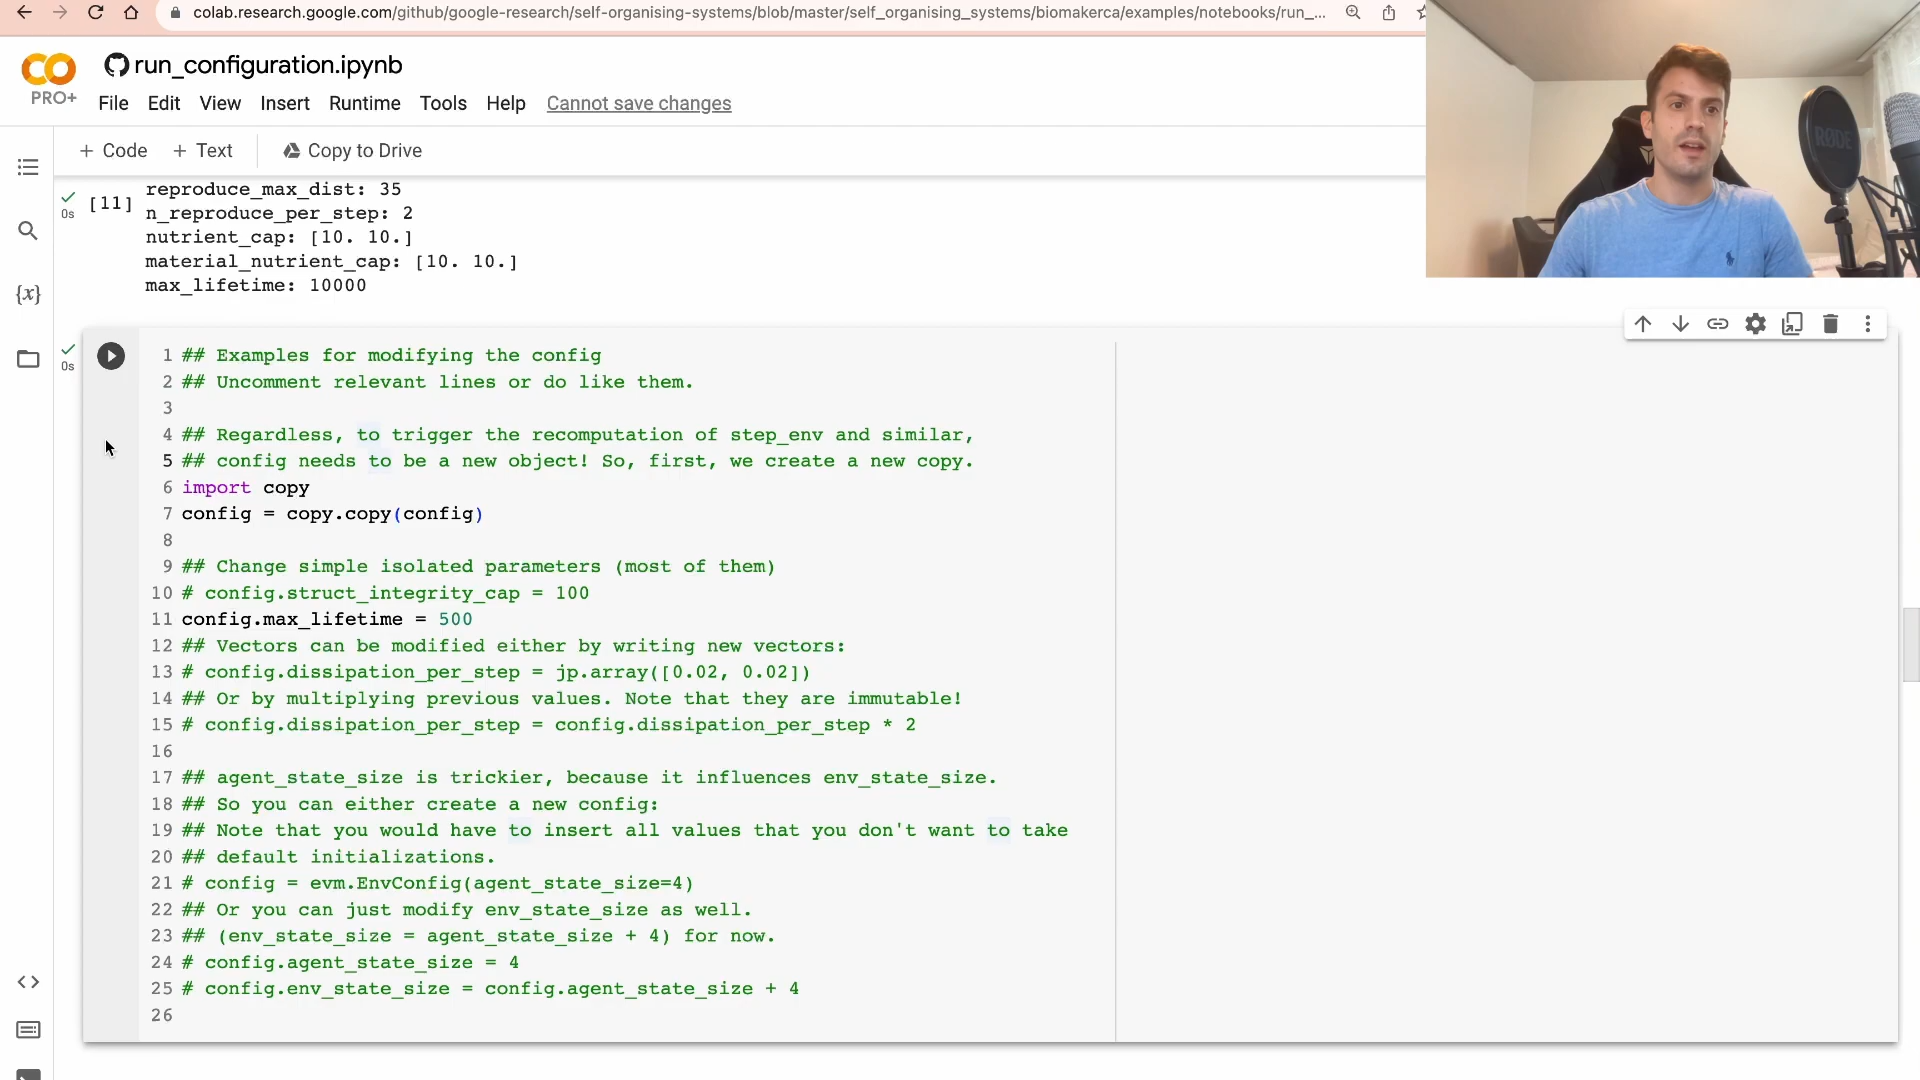 colab.research.google.com/github/google-research/self-organising-systems/blob/master/self_organising_systems/biomakerca/examples/notebooks/run_...
run_configuration.ipynb
PRO+
File Edit View Insert Runtime Tools Help Cannot save changes
+ Code + Text Copy to Drive
RØDE
[11]
0s
reproduce_max_dist: 35
n_reproduce_per_step: 2
nutrient_cap: [10. 10.]
material_nutrient_cap: [10. 10.]
max_lifetime: 10000
{x}
0s
1 ## Examples for modifying the config
2 ## Uncomment relevant lines or do like them.
3
4 ## Regardless, to trigger the recomputation of step_env and similar,
5 ## config needs to be a new object! So, first, we create a new copy.
6 import copy
7 config = copy.copy(config)
8
9 ## Change simple isolated parameters (most of them)
10 # config.struct_integrity_cap = 100
11 config.max_lifetime = 500
12 ## Vectors can be modified either by writing new vectors:
13 # config.dissipation_per_step = jp.array([0.02, 0.02])
14 ## Or by multiplying previous values. Note that they are immutable!
15 # config.dissipation_per_step = config.dissipation_per_step * 2
16
17 ## agent_state_size is trickier, because it influences env_state_size.
18 ## So you can either create a new config:
19 ## Note that you would have to insert all values that you don't want to take
20 ## default initializations.
21 # config = evm.EnvConfig(agent_state_size=4)
22 ## Or you can just modify env_state_size as well.
23 ## (env_state_size = agent_state_size + 4) for now.
24 # config.agent_state_size = 4
25 # config.env_state_size = config.agent_state_size + 4
26